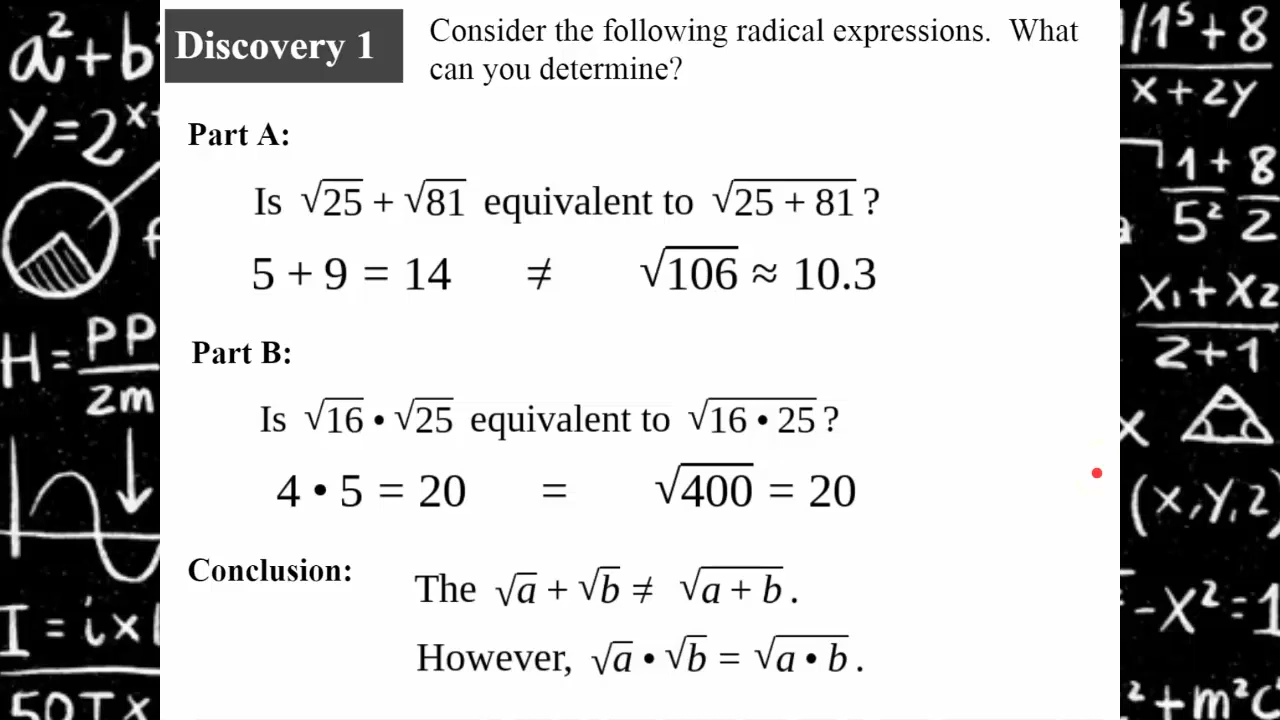 Discovery 1
Consider the following radical expressions. What
can you determine?
Part A:
Is √25 + √81 equivalent to √(25 + 81) ?
5 + 9 = 14 ≠ √106 ≈ 10.3
Part B:
Is √16 • √25 equivalent to √(16 • 25) ?
4 • 5 = 20 = √400 = 20
Conclusion:
The √a + √b ≠ √(a + b) .
However, √a • √b = √(a • b) .
a² + b
y = 2ˣ⁺
H = PP
2m
I = i x
50T x
1⁵ + 8
x + 2y
1 + 8
5² 2
x₁ + x₂
2 + 1
x
(x, y, 2)
- x² = 1
² + m²c